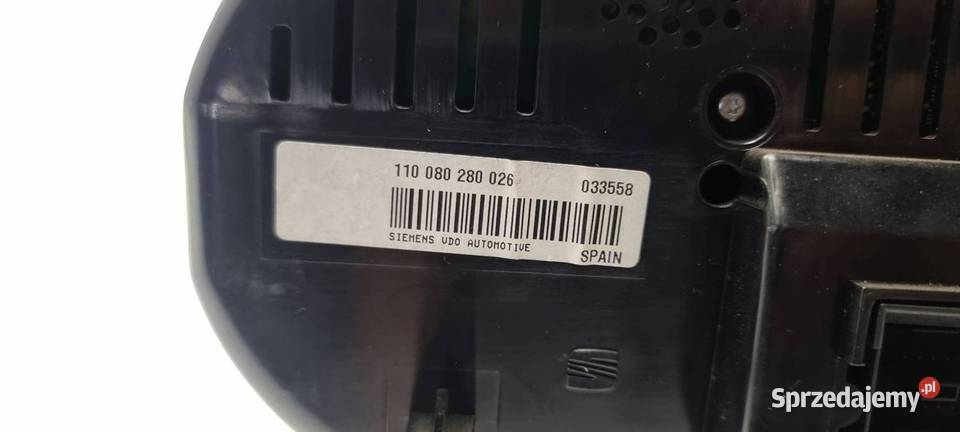 110 080 280 026 033558
SIEMENS VDO AUTOMOTIVE
SPAIN
Sprzedajemy.pl